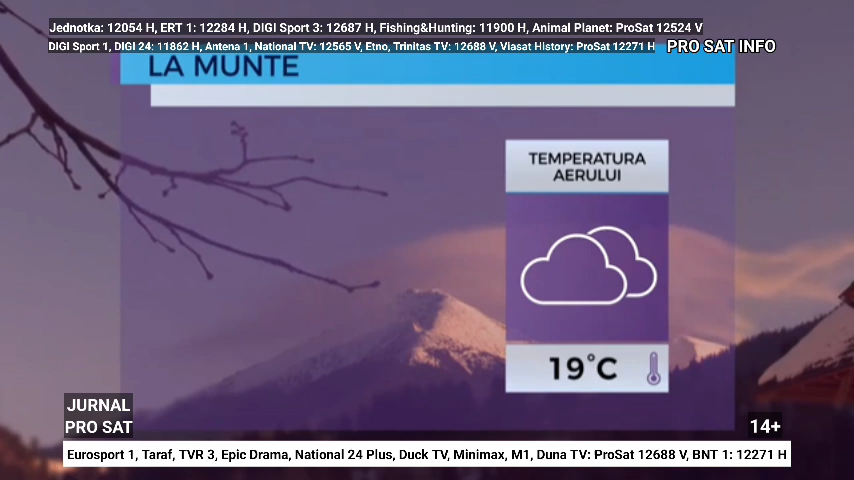 Jednotka: 12054 H, ERT 1: 12284 H, DIGI Sport 3: 12687 H, Fishing&Hunting: 11900 H, Animal Planet: ProSat 12524 V
DIGI Sport 1, DIGI 24: 11862 H, Antena 1, National TV: 12565 V, Etno, Trinitas TV: 12688 V, Viasat History: ProSat 12271 H
PRO SAT INFO
LA MUNTE
TEMPERATURA
AERULUI
19°C
JURNAL
PRO SAT
14+
Eurosport 1, Taraf, TVR 3, Epic Drama, National 24 Plus, Duck TV, Minimax, M1, Duna TV: ProSat 12688 V, BNT 1: 12271 H